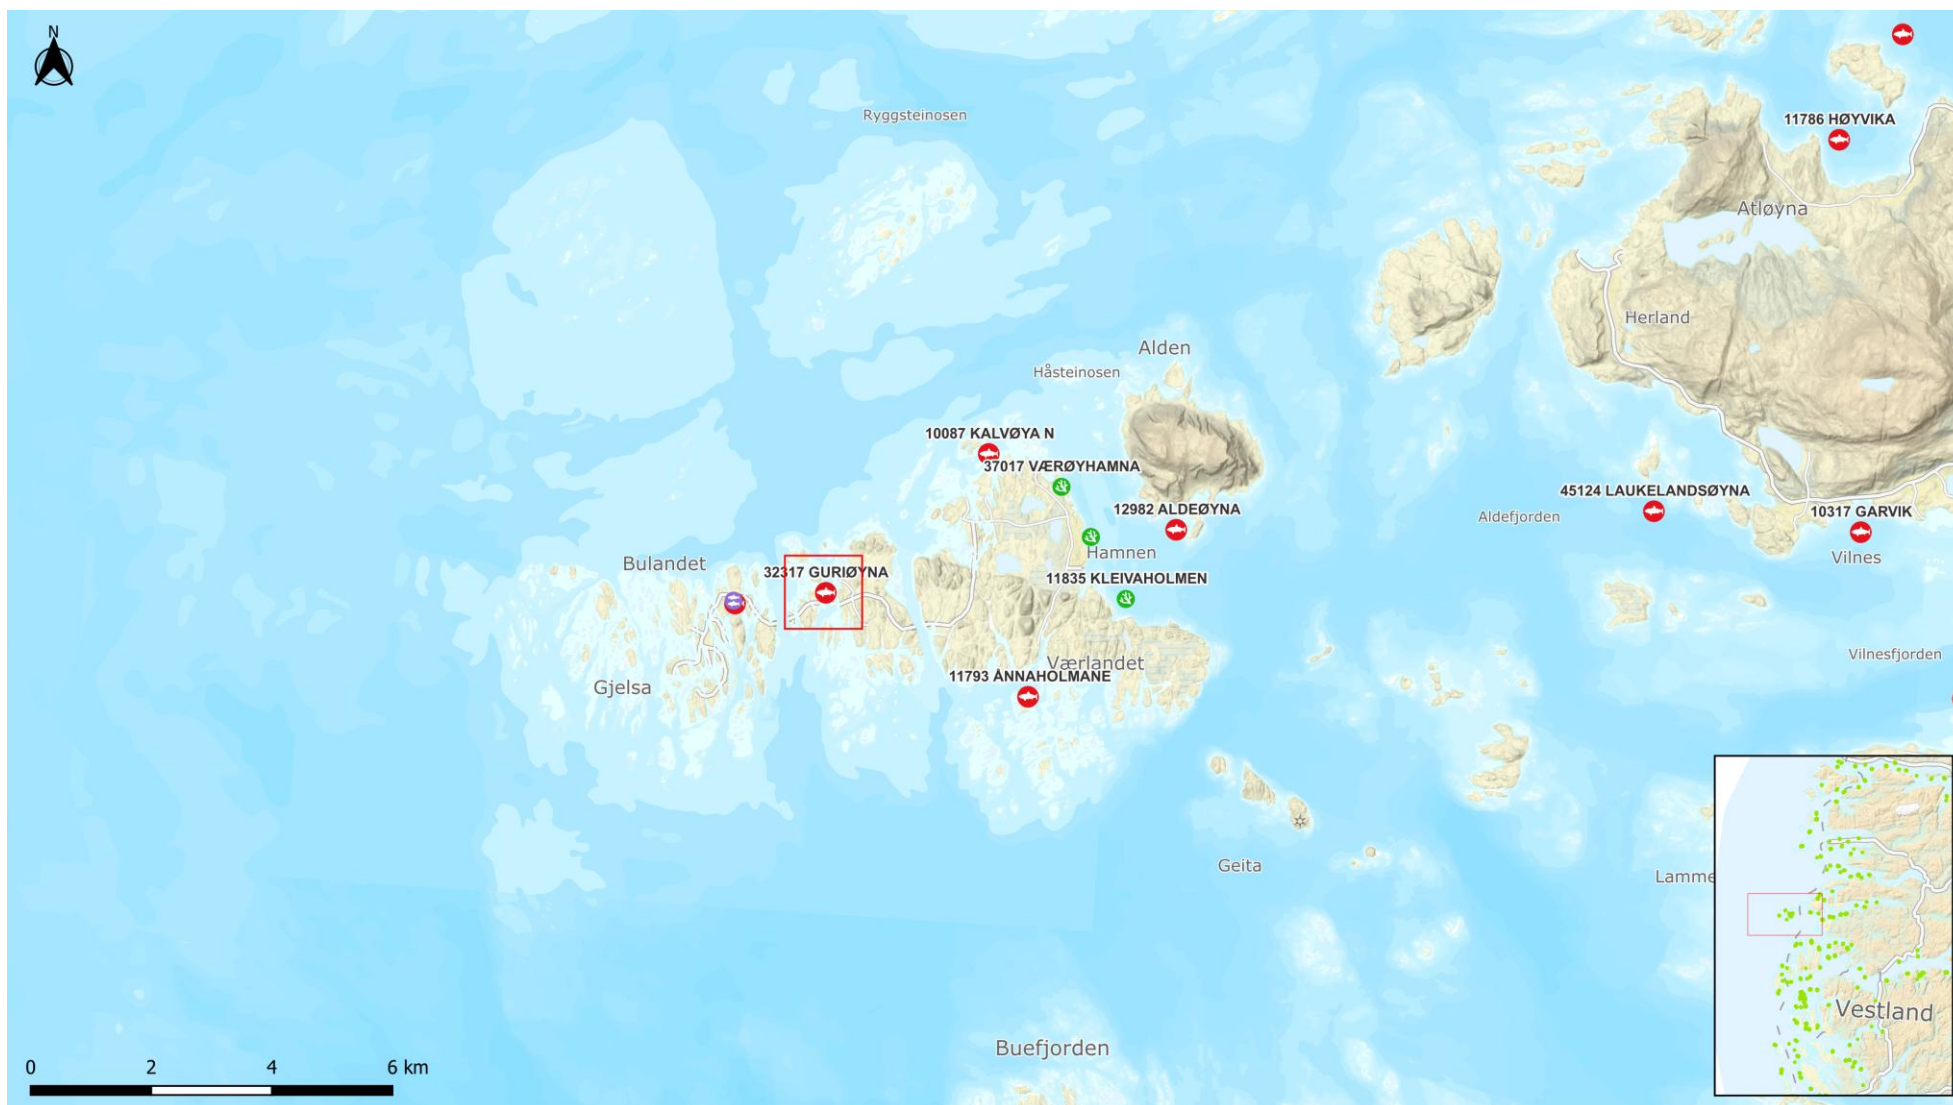 N
Ryggsteinosen
11786 HØYVIKA
Atløyna
Herland
Alden
Håsteinosen
10087 KALVØYA N
37017 VÆRØYHAMNA
45124 LAUKELANDSØYNA
12982 ALDEØYNA
10317 GARVIK
Aldefjorden
Hamnen
Vilnes
Bulandet
32317 GURIØYNA
11835 KLEIVAHOLMEN
Vilnesfjorden
Værlandet
11793 ÅNNAHOLMANE
Gjelsa
Geita
Lamme
Vestland
Buefjorden
0 2 4 6 km